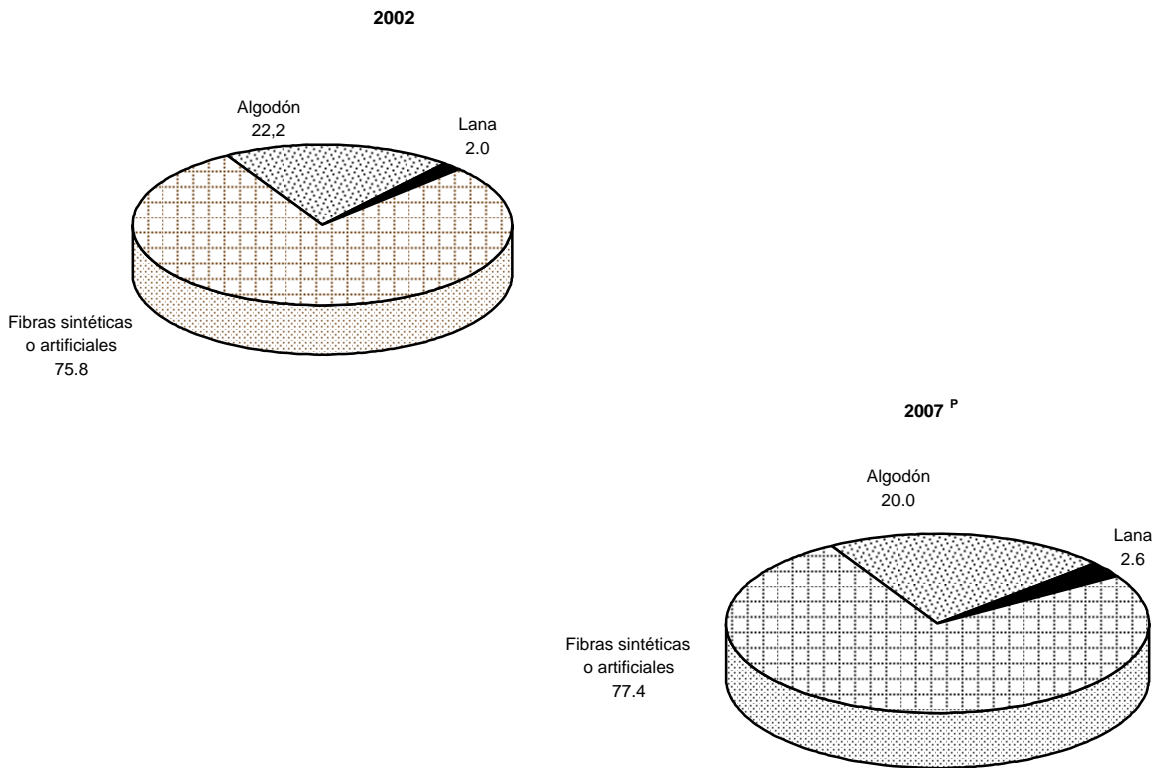 2002
Algodón
22,2
Lana
2.0
Fibras sintéticas
o artificiales
75.8
2007 P
Algodón
20.0
Lana
2.6
Fibras sintéticas
o artificiales
77.4